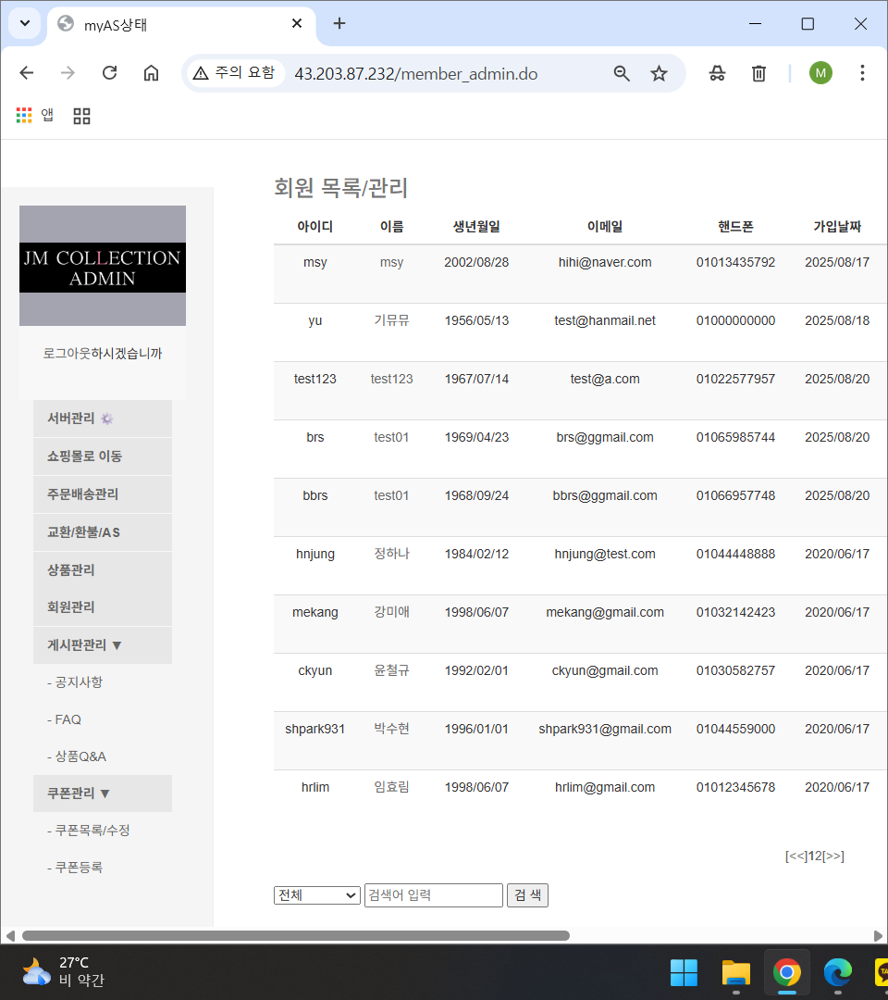 myAS상태
주의 요함 43.203.87.232/member_admin.do
M
앱
회원 목록/관리
아이디 이름 생년월일 이메일 핸드폰 가입날짜
msy msy 2002/08/28 hihi@naver.com 01013435792 2025/08/17
yu 기뮤뮤 1956/05/13 test@hanmail.net 01000000000 2025/08/18
test123 test123 1967/07/14 test@a.com 01022577957 2025/08/20
brs test01 1969/04/23 brs@ggmail.com 01065985744 2025/08/20
bbrs test01 1968/09/24 bbrs@ggmail.com 01066957748 2025/08/20
hnjung 정하나 1984/02/12 hnjung@test.com 01044448888 2020/06/17
mekang 강미애 1998/06/07 mekang@gmail.com 01032142423 2020/06/17
ckyun 윤철규 1992/02/01 ckyun@gmail.com 01030582757 2020/06/17
shpark931 박수현 1996/01/01 shpark931@gmail.com 01044559000 2020/06/17
hrlim 임효림 1998/06/07 hrlim@gmail.com 01012345678 2020/06/17
[<<]12[>>]
전체 검색어 입력 검 색
JM COLLECTION
ADMIN
로그아웃하시겠습니까
서버관리
쇼핑몰로 이동
주문배송관리
교환/환불/AS
상품관리
회원관리
게시판관리 ▼
- 공지사항
- FAQ
- 상품Q&A
쿠폰관리 ▼
- 쿠폰목록/수정
- 쿠폰등록
27°C
비 약간